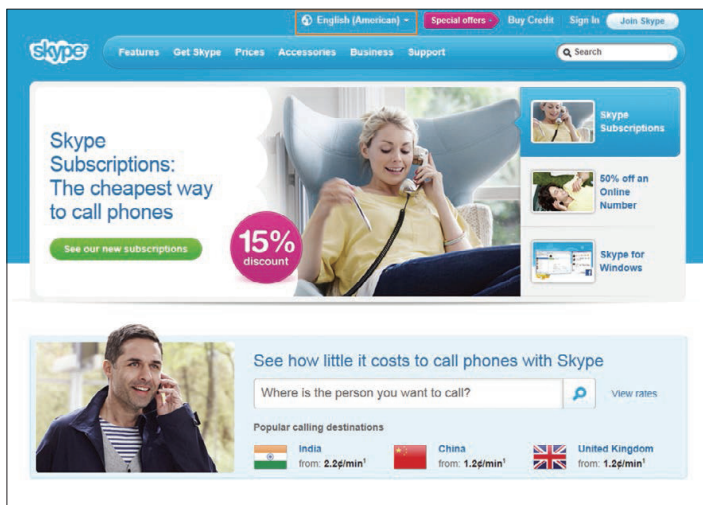 English (American)
Special offers
Buy Credit
Sign In
Join Skype
skype
Features
Get Skype
Prices
Accessories
Business
Support
Search
Skype
Subscriptions:
The cheapest way
to call phones
See our new subscriptions
15%
discount
Skype
Subscriptions
50% off an
Online
Number
Skype for
Windows
See how little it costs to call phones with Skype
Where is the person you want to call?
View rates
Popular calling destinations
India
from: 2.2¢/min¹
China
from: 1.2¢/min¹
United Kingdom
from: 1.2¢/min¹